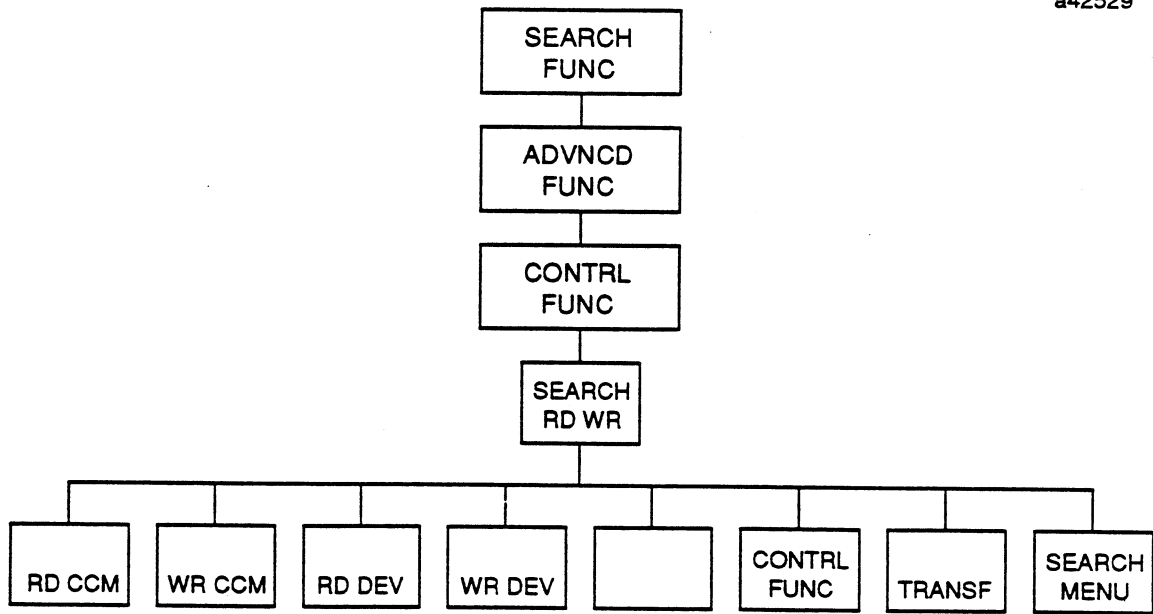 a42529
SEARCH
FUNC
ADVNCD
FUNC
CONTRL
FUNC
SEARCH
RD WR
RD CCM
WR CCM
RD DEV
WR DEV
CONTRL
FUNC
TRANSF
SEARCH
MENU